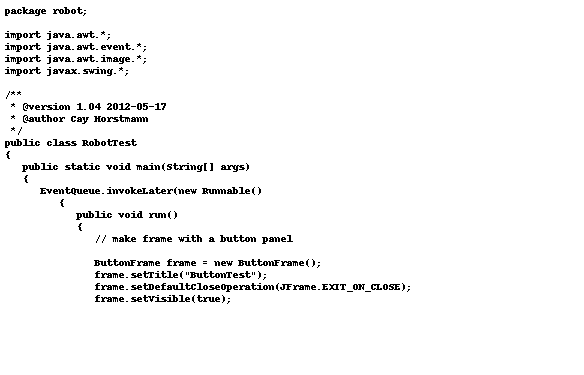 package robot;

import java.awt.*;
import java.awt.event.*;
import java.awt.image.*;
import javax.swing.*;

/**
 * @version 1.04 2012-05-17
 * @author Cay Horstmann
 */
public class RobotTest
{
   public static void main(String[] args)
   {
      EventQueue.invokeLater(new Runnable()
         {
            public void run()
            {
               // make frame with a button panel

               ButtonFrame frame = new ButtonFrame();
               frame.setTitle("ButtonTest");
               frame.setDefaultCloseOperation(JFrame.EXIT_ON_CLOSE);
               frame.setVisible(true);